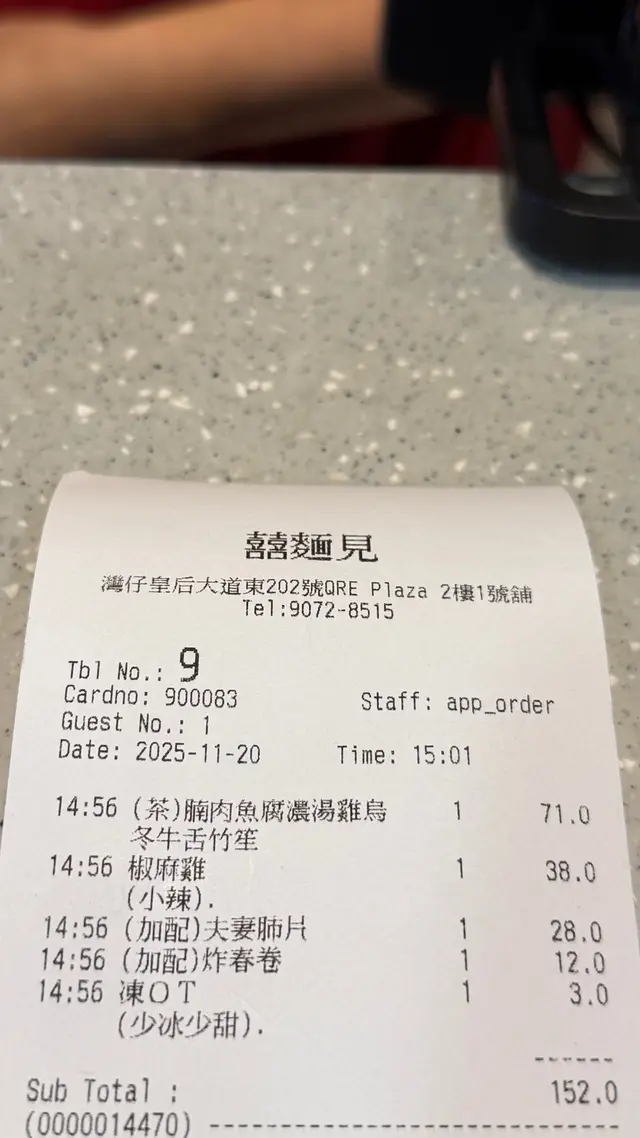 囍麵見
灣仔皇后大道東202號QRE Plaza 2樓1號舖
Tel:9072-8515
Tbl No.: 9
Cardno: 900083 Staff: app_order
Guest No.: 1
Date: 2025-11-20 Time: 15:01
14:56 (茶)腩肉魚腐濃湯雞烏 1 71.0
冬牛舌竹笙
14:56 椒麻雞 1 38.0
(小辣).
14:56 (加配)夫妻肺片 1 28.0
14:56 (加配)炸春卷 1 12.0
14:56 凍OT 1 3.0
(少冰少甜).
------
Sub Total : 152.0
(0000014470) ----------------------------